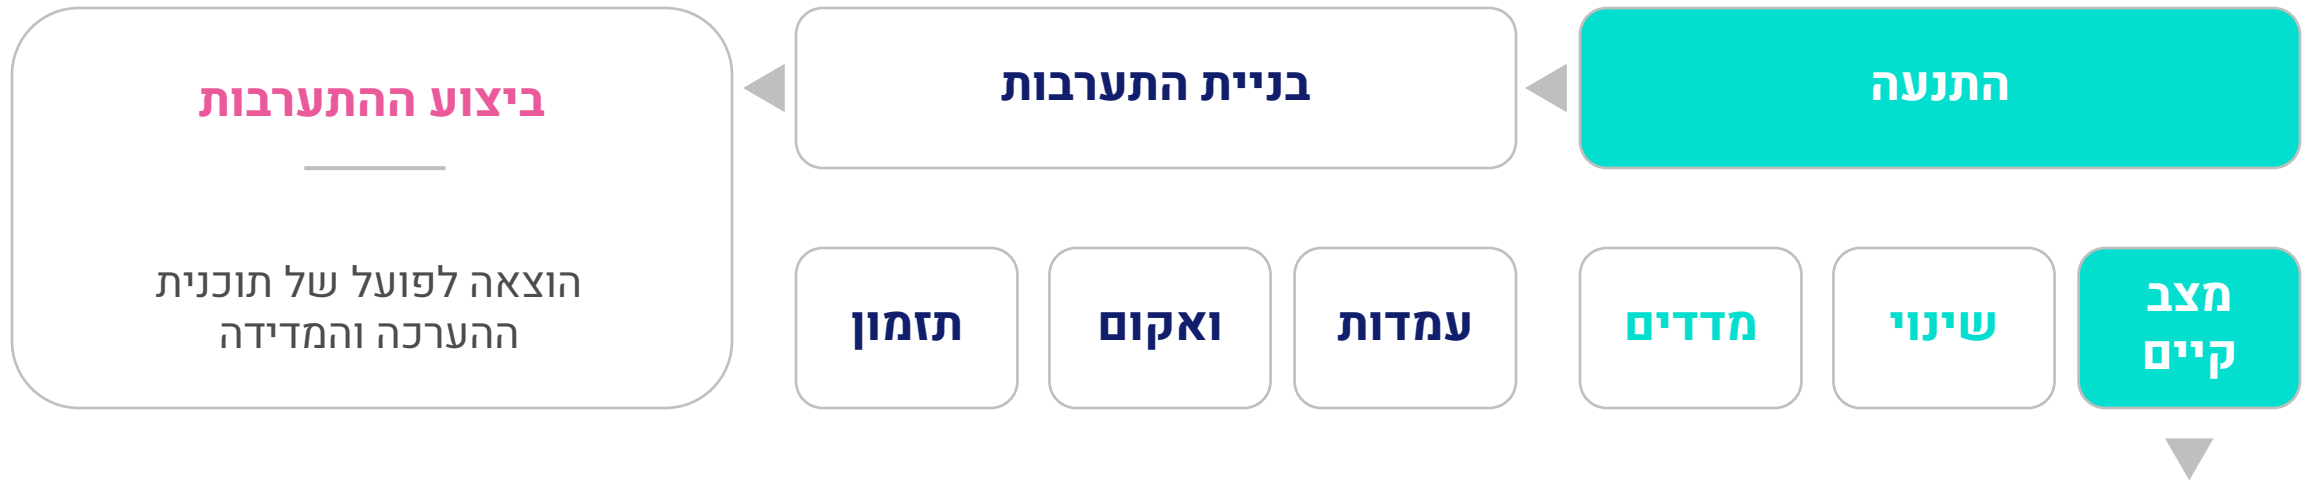 התנעה
בניית התערבות
ביצוע ההתערבות
הוצאה לפועל של תוכנית
ההערכה והמדידה
מצב
קיים
שינוי
מדדים
עמדות
ואקום
תזמון